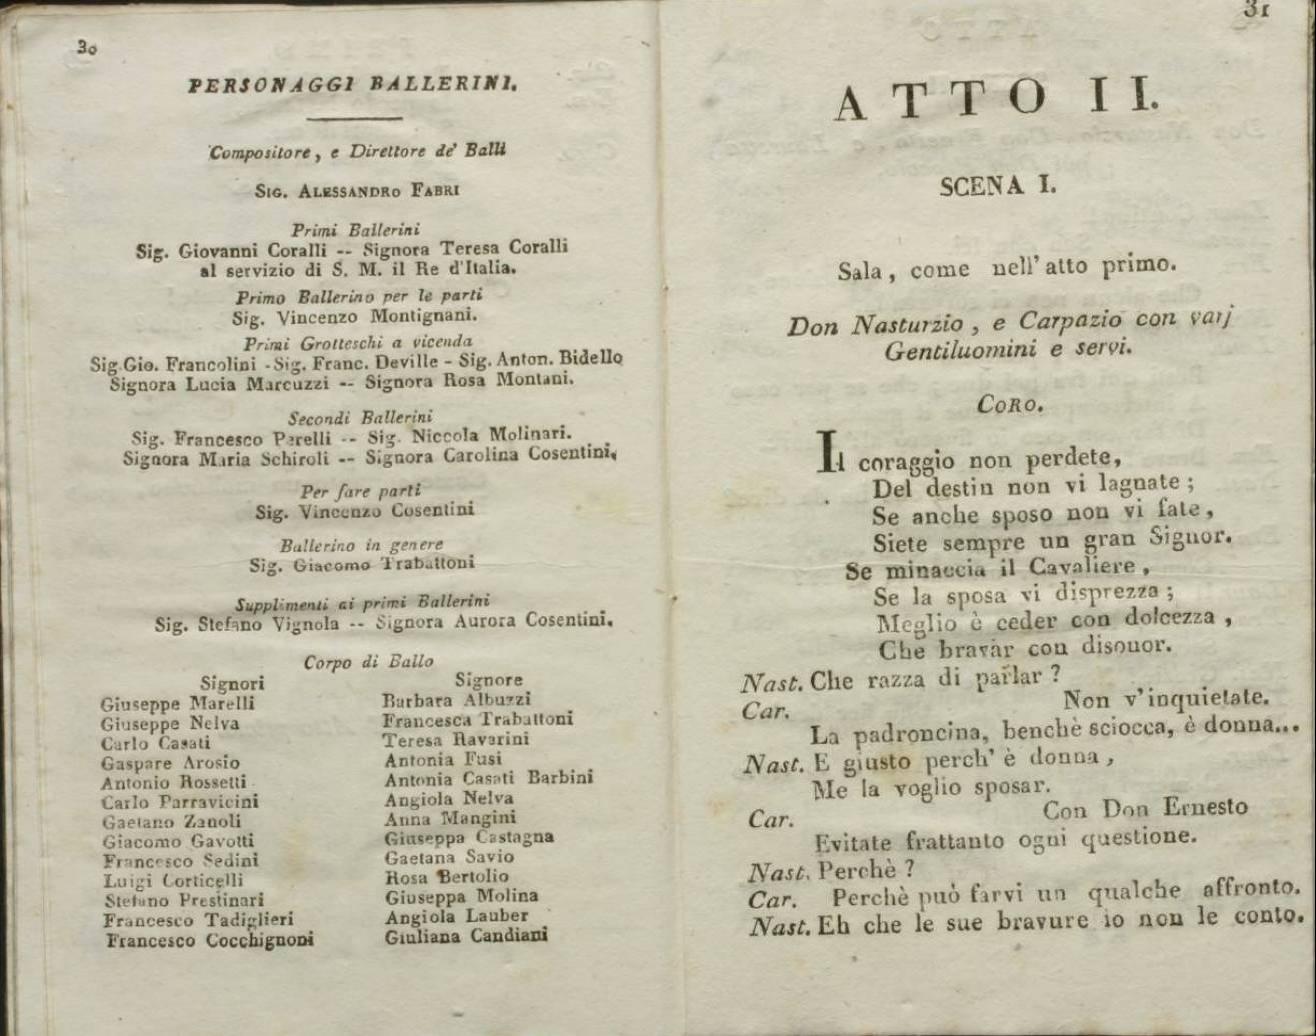 30
PERSONAGGI BALLERINI.
Compositore, e Direttore de' Balli
SIG. ALESSANDRO FABRI
Primi Ballerini
Sig. Giovanni Coralli -- Signora Teresa Coralli
al servizio di S. M. il Re d'Italia.
Primo Ballerino per le parti
Sig. Vincenzo Montignani.
Primi Grotteschi a vicenda
Sig. Gio. Francolini - Sig. Franc. Deville - Sig. Anton. Bidello
Signora Lucia Marcuzzi -- Signora Rosa Montani.
Secondi Ballerini
Sig. Francesco Perelli -- Sig. Niccola Molinari.
Signora Maria Schiroli -- Signora Carolina Cosentini.
Per fare parti
Sig. Vincenzo Cosentini
Ballerino in genere
Sig. Giacomo Trabattoni
Supplimenti ai primi Ballerini
Sig. Stefano Vignola -- Signora Aurora Cosentini.
Corpo di Ballo
Signori
Giuseppe Marelli
Giuseppe Nelva
Carlo Casati
Gaspare Arosio
Antonio Rossetti
Carlo Parravicini
Gaetano Zanoli
Giacomo Gavotti
Francesco Sedini
Luigi Corticelli
Stefano Prestinari
Francesco Tadiglieri
Francesco Cocchignoni
Signore
Barbara Albuzzi
Francesca Trabattoni
Teresa Ravarini
Antonia Fusi
Antonia Casati Barbini
Angiola Nelva
Anna Mangini
Giuseppa Castagna
Gaetana Savio
Rosa Bertolio
Giuseppa Molina
Angiola Lauber
Giuliana Candiani
31
ATTO II.
SCENA I.
Sala, come nell' atto primo.
Don Nasturzio, e Carpazio con varj
Gentiluomini e servi.
CORO.
Il coraggio non perdete,
Del destin non vi lagnate;
Se anche sposo non vi fate,
Siete sempre un gran Signor.
Se minaccia il Cavaliere,
Se la sposa vi disprezza;
Meglio è ceder con dolcezza,
Che bravar con disonor.
Nast. Che razza di parlar?
Car. Non v'inquietate.
La padroncina, benchè sciocca, è donna...
Nast. E giusto perch' è donna,
Me la voglio sposar.
Car. Con Don Ernesto
Evitate frattanto ogni questione.
Nast. Perchè?
Car. Perchè può farvi un qualche affronto.
Nast. Eh che le sue bravure io non le conto.